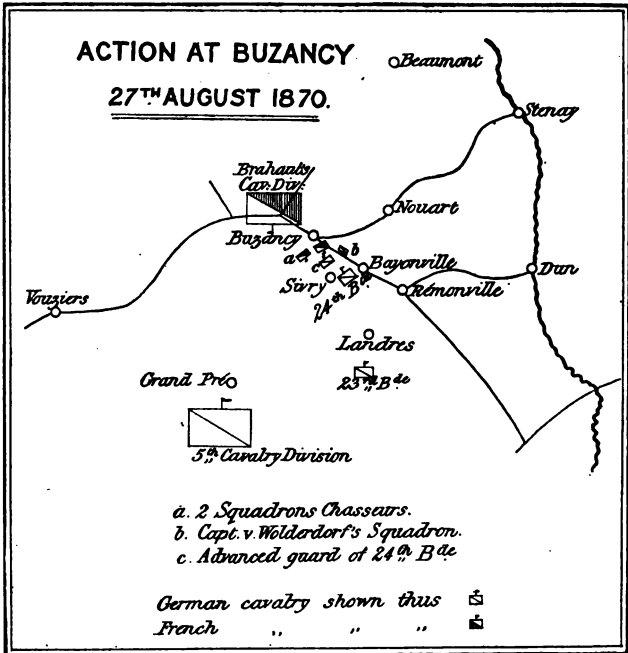 ACTION AT BUZANCY
27TH AUGUST 1870.
Beaumont
Stenay
Brahaut's
Cav: Div:
Nouart
Buzancy
b
a
c
Bayonville
Dun
Sivry
24th Bde
Rémonville
Vouziers
Landres
23rd Bde
Grand Pré
5th Cavalry Division
a. 2 Squadrons Chasseurs.
b. Capt. v. Wolderdorf's Squadron.
c. Advanced guard of 24th Bde
German cavalry shown thus
French " " "